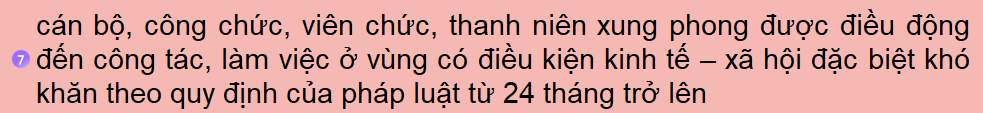 cán bộ, công chức, viên chức, thanh niên xung phong được điều động
7 đến công tác, làm việc ở vùng có điều kiện kinh tế – xã hội đặc biệt khó
khăn theo quy định của pháp luật từ 24 tháng trở lên